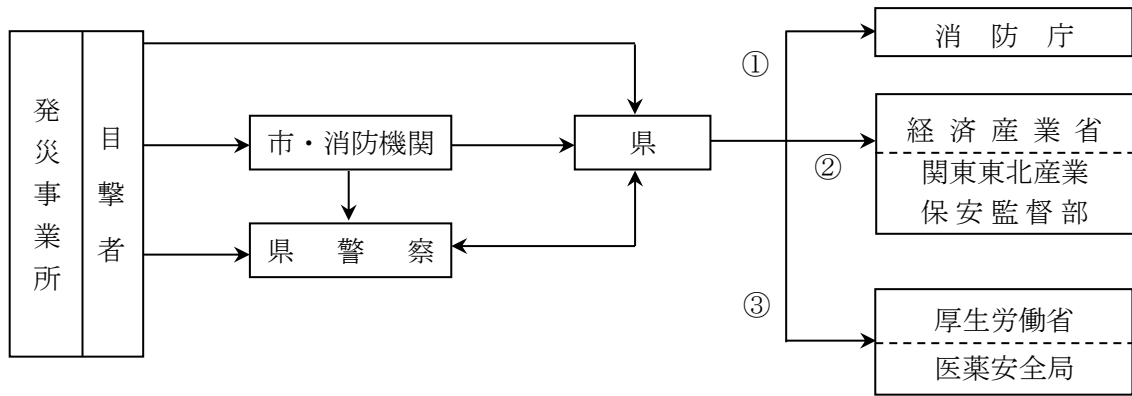 発災事業所
目撃者
市・消防機関
県 警 察
県
①
②
③
消 防 庁
経 済 産 業 省
関東東北産業
保 安 監 督 部
厚生労働省
医薬安全局